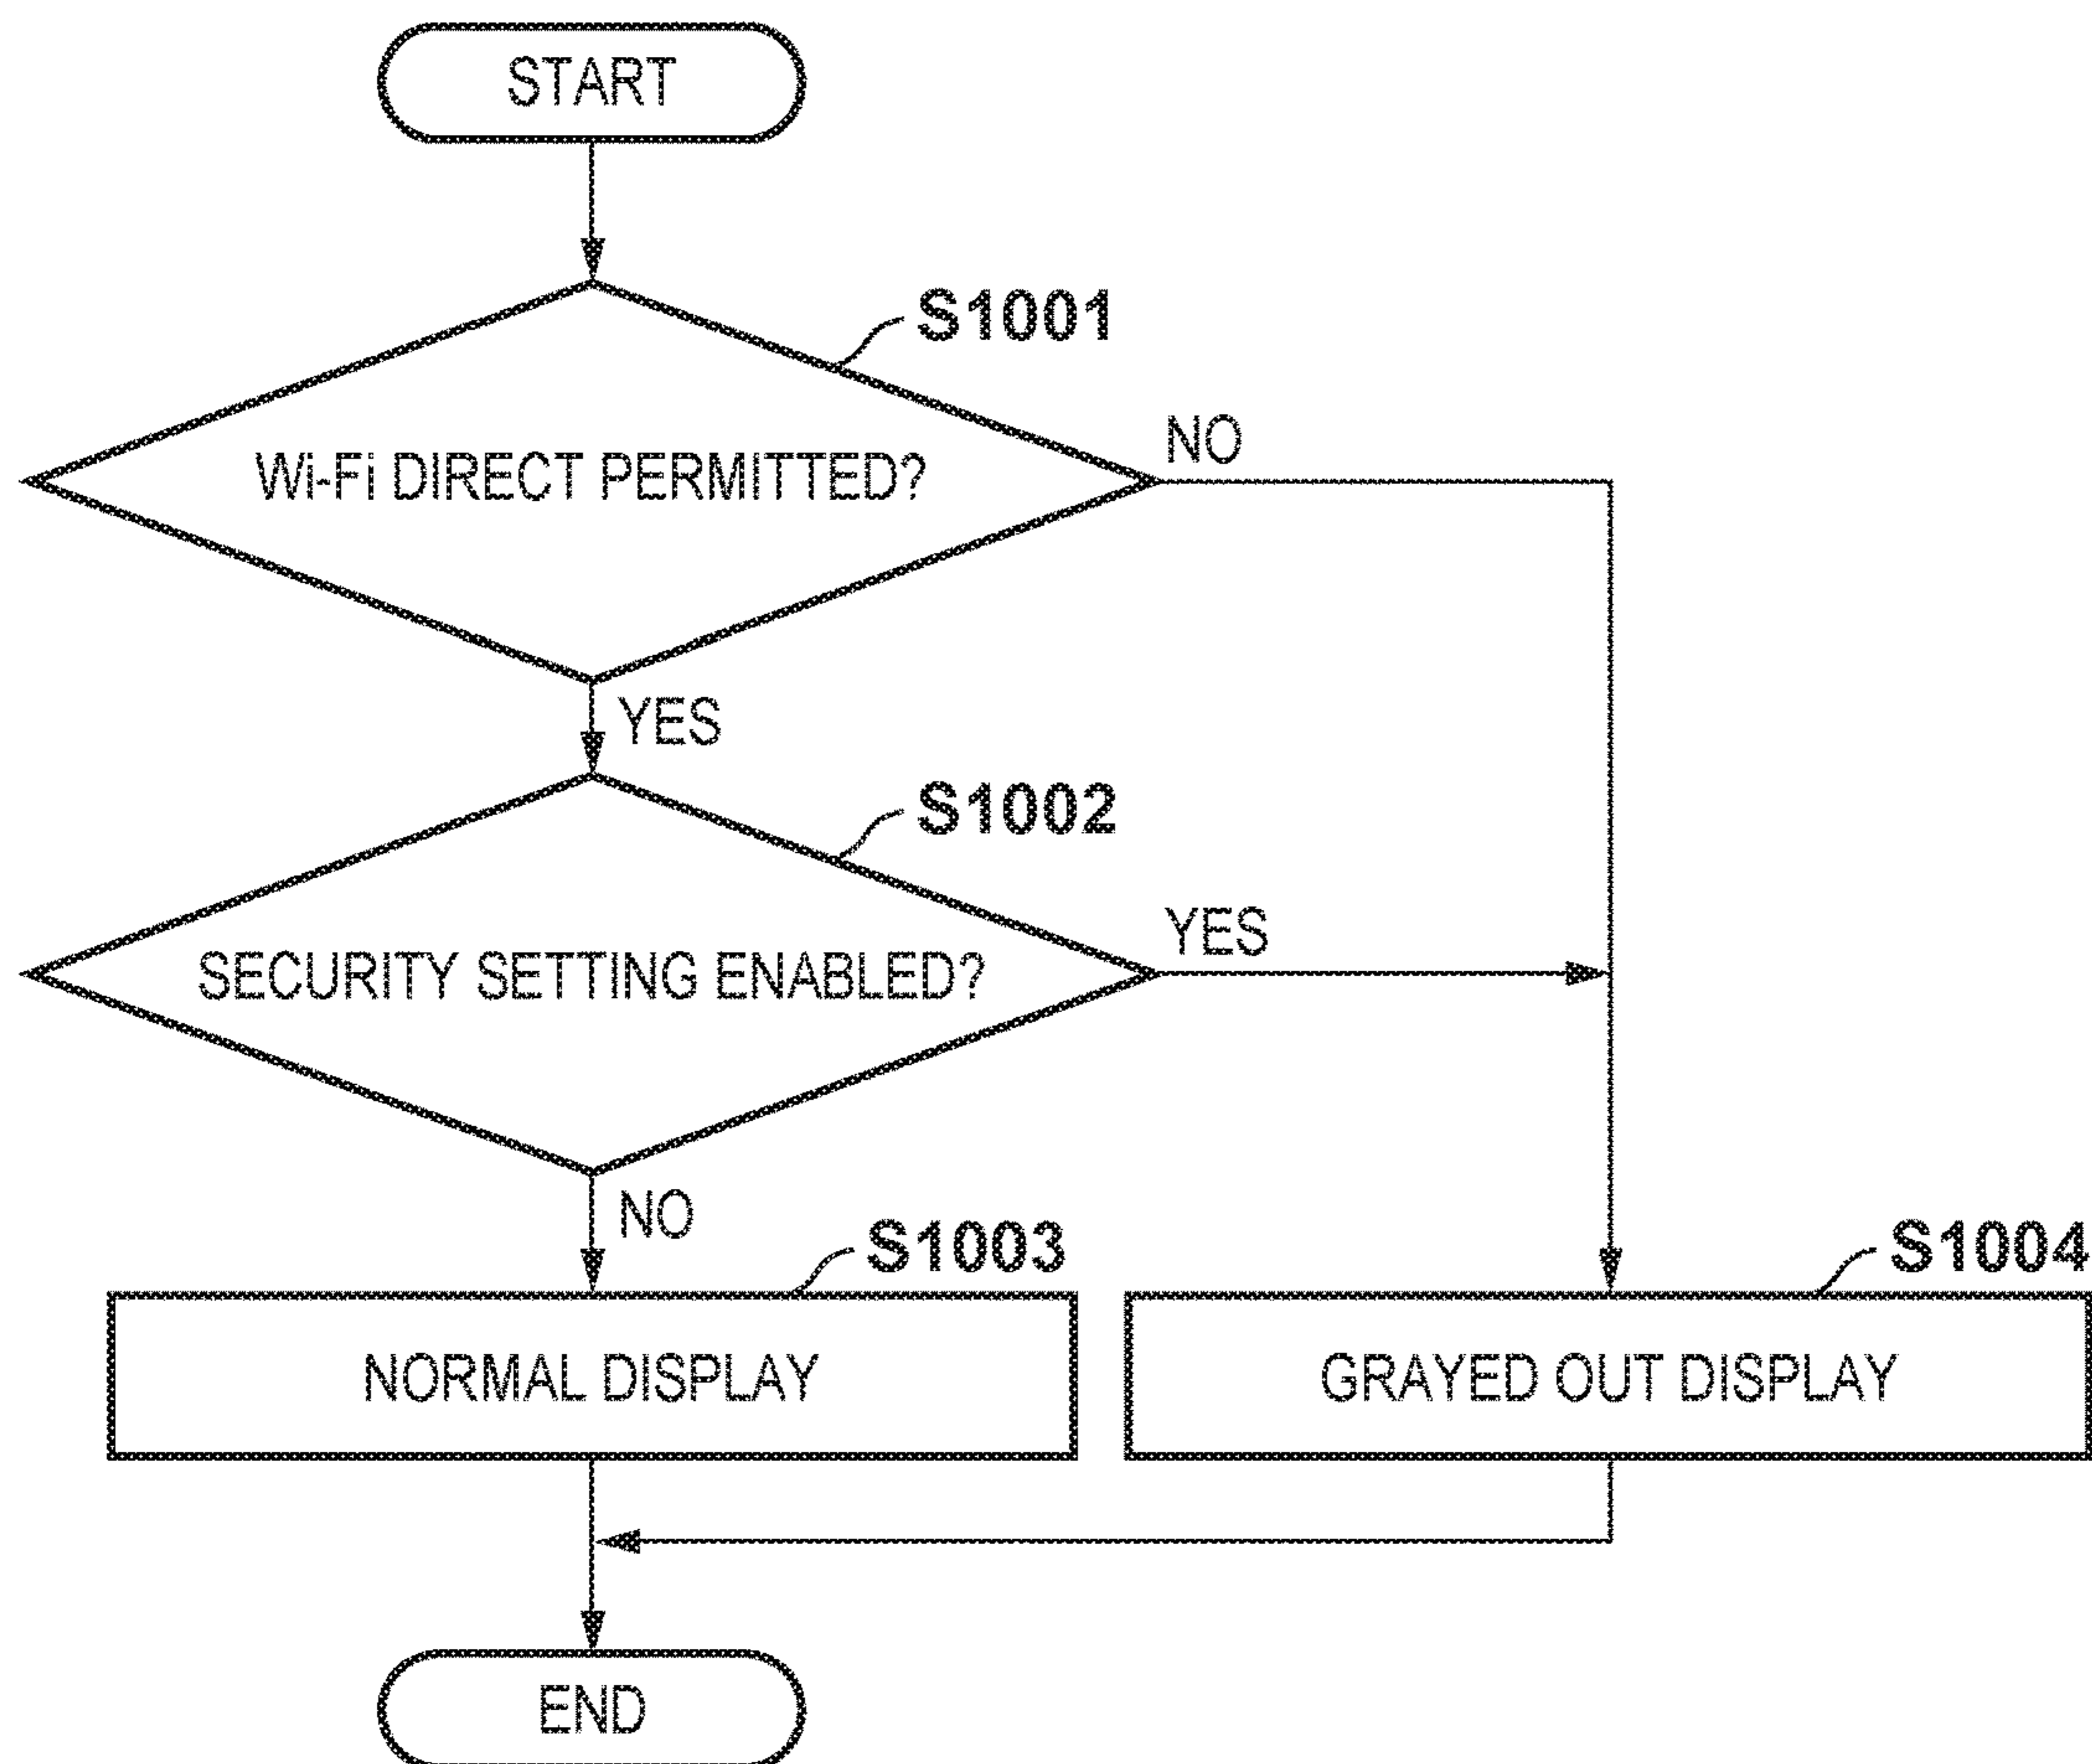 START
S1001
Wi-Fi DIRECT PERMITTED?
NO
YES
S1002
SECURITY SETTING ENABLED?
YES
NO
S1003
NORMAL DISPLAY
S1004
GRAYED OUT DISPLAY
END